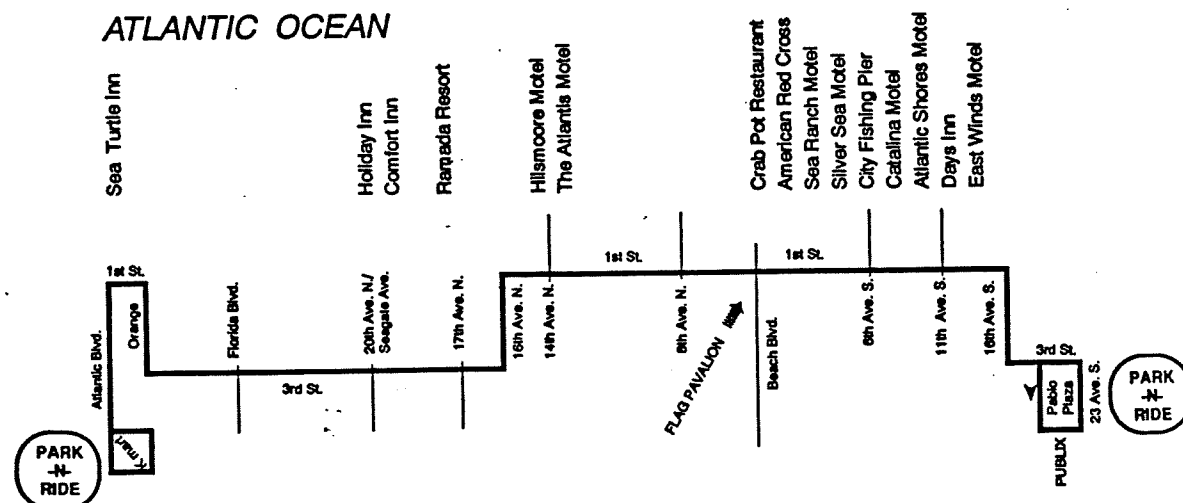 ATLANTIC OCEAN
Sea Turtle Inn
Holiday Inn
Comfort Inn
Ramada Resort
Hilsmoore Motel
The Atlantis Motel
Crab Pot Restaurant
American Red Cross
Sea Ranch Motel
Silver Sea Motel
City Fishing Pier
Catalina Motel
Atlantic Shores Motel
Days Inn
East Winds Motel
1st St.
Orange
Atlantic Blvd.
Florida Blvd.
3rd St.
20th Ave. N./
Seagate Ave.
17th Ave. N.
16th Ave. N.
14th Ave. N.
1st St.
8th Ave. N.
FLAG PAVALION
Beach Blvd.
1st St.
6th Ave. S.
11th Ave. S.
16th Ave. S.
3rd St.
Pablo
Plaza
23 Ave. S.
PUBLIX
PARK
-N-
RIDE
K mart
PARK
-N-
RIDE